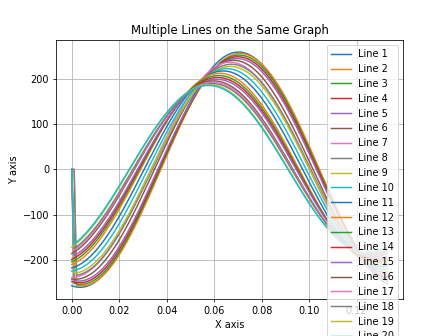 Multiple Lines on the Same Graph
Y axis
200
100
0
−100
−200
0.00
0.02
0.04
0.06
0.08
0.10
X axis
Line 1
Line 2
Line 3
Line 4
Line 5
Line 6
Line 7
Line 8
Line 9
Line 10
Line 11
Line 12
Line 13
Line 14
Line 15
Line 16
Line 17
Line 18
Line 19
Line 20